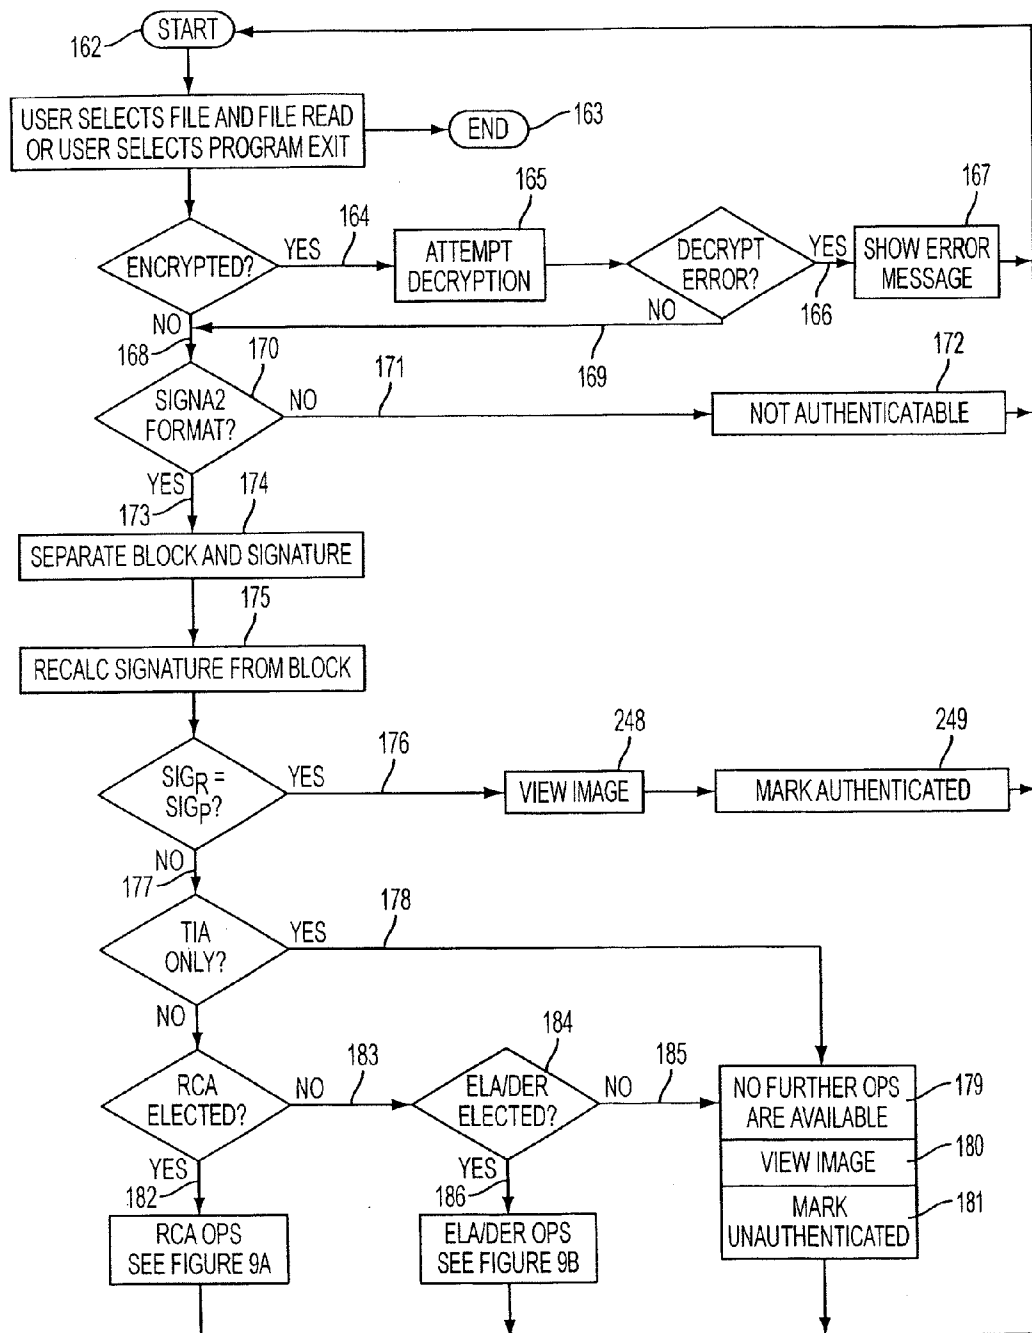 START
162
USER SELECTS FILE AND FILE READ
OR USER SELECTS PROGRAM EXIT
END
163
ENCRYPTED?
YES
164
165
ATTEMPT
DECRYPTION
DECRYPT
ERROR?
YES
166
167
SHOW ERROR
MESSAGE
NO
168
NO
169
170
SIGNA2
FORMAT?
NO
171
172
NOT AUTHENTICATABLE
YES
173
174
SEPARATE BLOCK AND SIGNATURE
175
RECALC SIGNATURE FROM BLOCK
SIGR =
SIGP?
YES
176
248
VIEW IMAGE
249
MARK AUTHENTICATED
NO
177
TIA
ONLY?
YES
178
NO
RCA
ELECTED?
NO
183
184
ELA/DER
ELECTED?
NO
185
NO FURTHER OPS
ARE AVAILABLE
179
VIEW IMAGE
180
MARK
UNAUTHENTICATED
181
YES
182
RCA OPS
SEE FIGURE 9A
YES
186
ELA/DER OPS
SEE FIGURE 9B